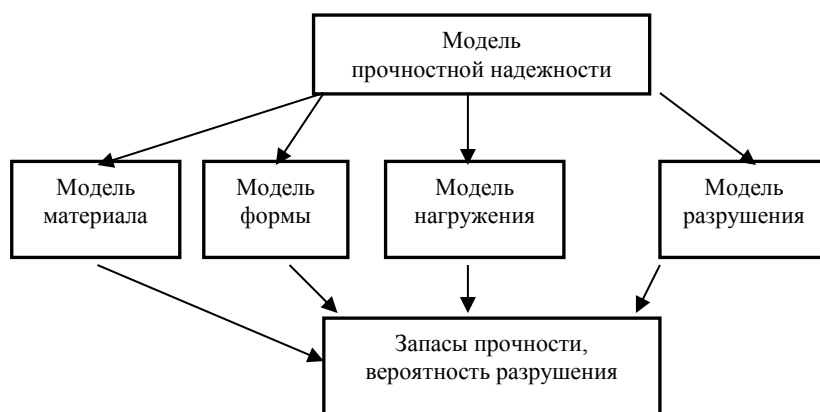 Модель
прочностной надежности
Модель
материала
Модель
формы
Модель
нагружения
Модель
разрушения
Запасы прочности,
вероятность разрушения